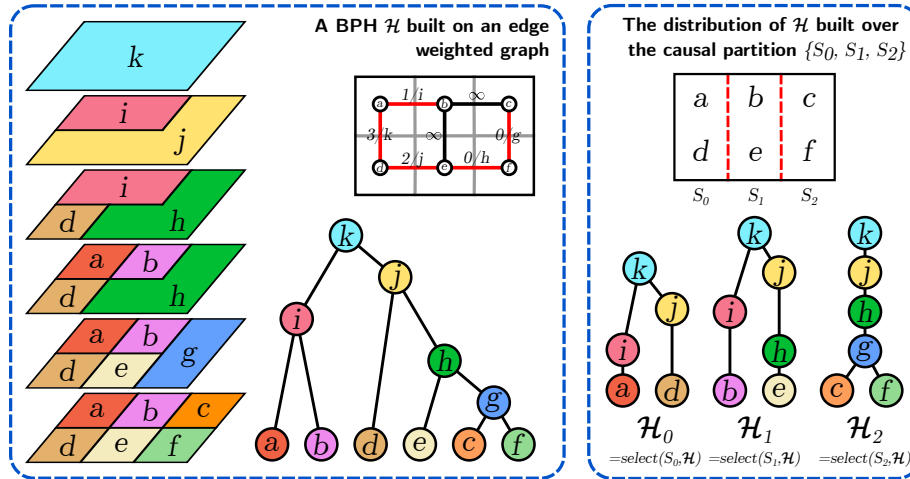 A BPH ℋ built on an edge
weighted graph
k
i
j
i
d
h
a
b
d
h
a
b
g
d
e
a
b
c
d
e
f
1/i
∞
a
b
c
3/k
∞
0/g
2/j
0/h
d
e
f
k
j
i
h
g
a
b
d
e
c
f
The distribution of ℋ built over
the causal partition {S0, S1, S2}
a b c
d e f
S0 S1 S2
k
j
i
a
d
k
j
i
h
b
e
k
j
h
g
c
f
ℋ0 ℋ1 ℋ2
=select(S0,ℋ) =select(S1,ℋ) =select(S2,ℋ)